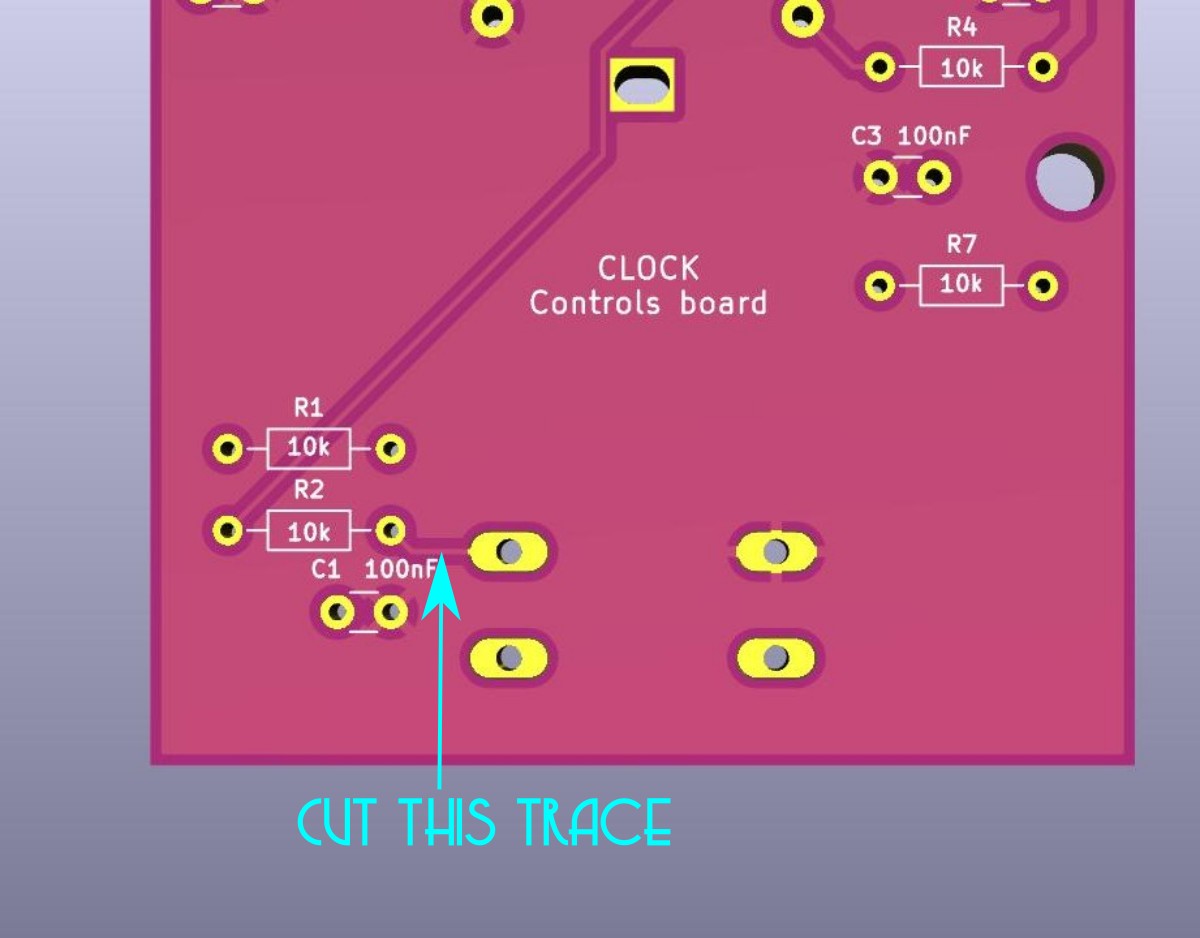 R4
10k
C3 100nF
R7
10k
CLOCK
Controls board
R1
10k
R2
10k
C1 100nF
CUT THIS TRACE